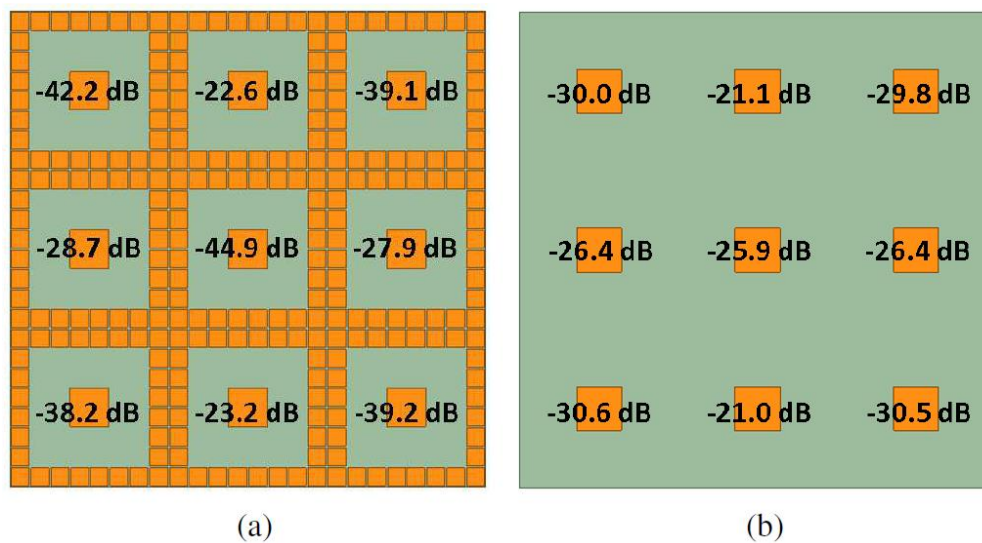 -42.2 dB -22.6 dB -39.1 dB -30.0 dB -21.1 dB -29.8 dB
-28.7 dB -44.9 dB -27.9 dB -26.4 dB -25.9 dB -26.4 dB
-38.2 dB -23.2 dB -39.2 dB -30.6 dB -21.0 dB -30.5 dB
(a) (b)